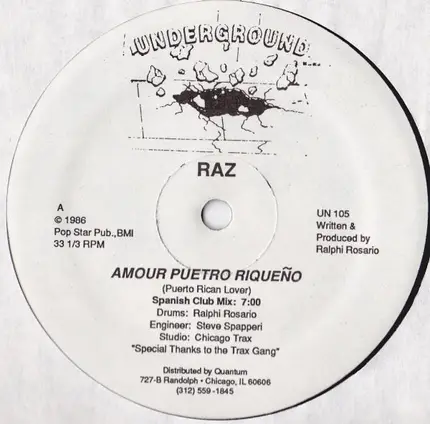 UNDERGROUND
RAZ
A
© 1986
Pop Star Pub.,BMI
33 1/3 RPM
UN 105
Written &
Produced by
Ralphi Rosario
AMOUR PUETRO RIQUEÑO
(Puerto Rican Lover)
Spanish Club Mix: 7:00
Drums: Ralphi Rosario
Engineer: Steve Spapperi
Studio: Chicago Trax
"Special Thanks to the Trax Gang"
Distributed by Quantum
727-B Randolph • Chicago, IL 60606
(312) 559-1845